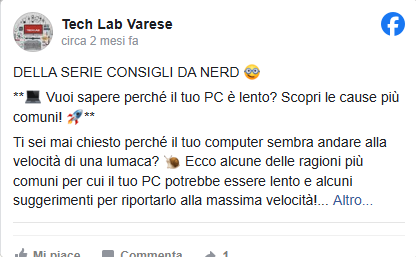 Tech Lab Varese
circa 2 mesi fa
DELLA SERIE CONSIGLI DA NERD 🤓
**💻 Vuoi sapere perché il tuo PC è lento? Scopri le cause più
comuni! 🚀**
Ti sei mai chiesto perché il tuo computer sembra andare alla
velocità di una lumaca? 🐌 Ecco alcune delle ragioni più
comuni per cui il tuo PC potrebbe essere lento e alcuni
suggerimenti per riportarlo alla massima velocità!... Altro...
Mi piace Commenta 1